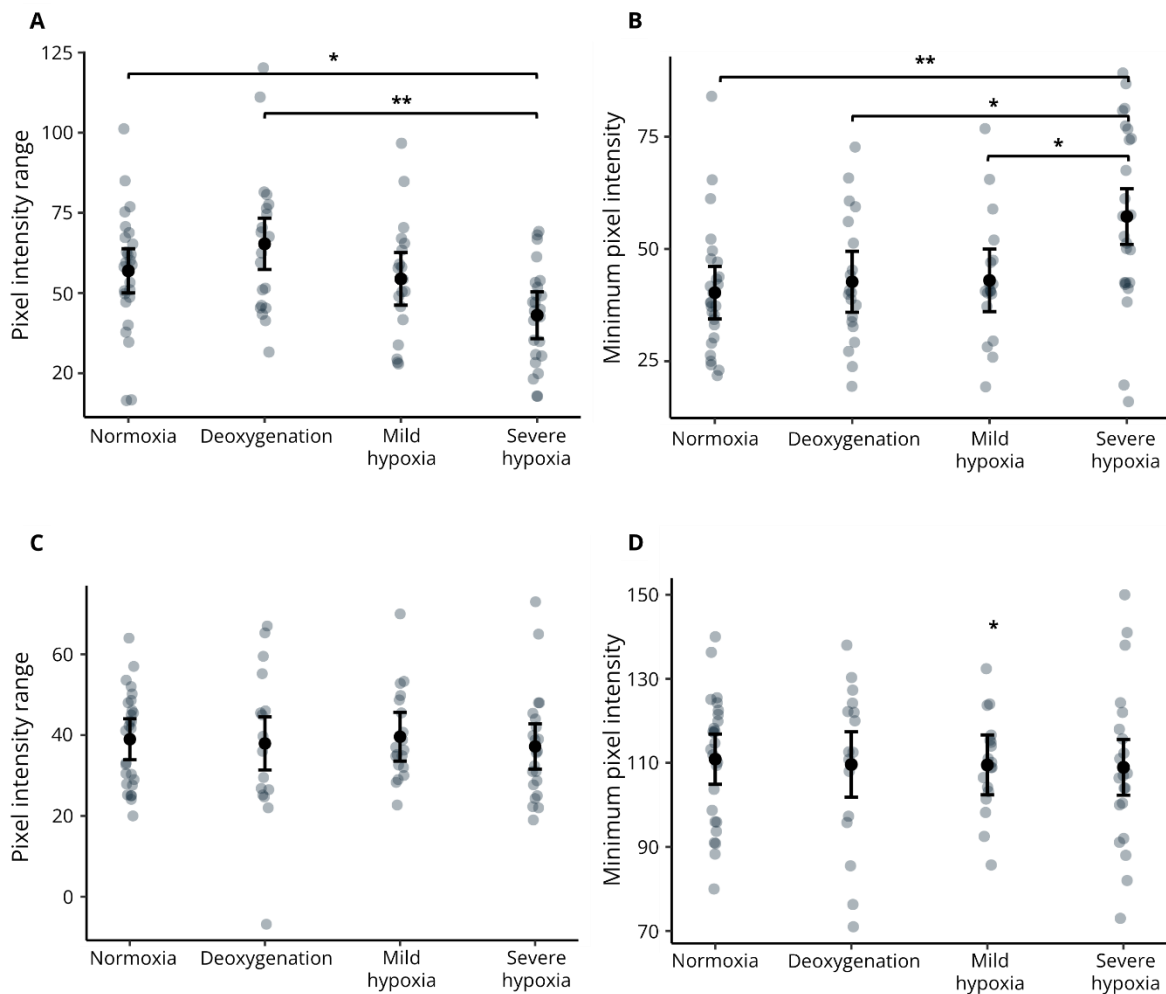 A
B
Pixel intensity range
125
100
75
50
20
*
**
Normoxia
Deoxygenation
Mild
hypoxia
Severe
hypoxia
Minimum pixel intensity
75
50
25
**
*
*
Normoxia
Deoxygenation
Mild
hypoxia
Severe
hypoxia
C
D
Pixel intensity range
60
40
20
0
Normoxia
Deoxygenation
Mild
hypoxia
Severe
hypoxia
Minimum pixel intensity
150
130
110
90
70
*
Normoxia
Deoxygenation
Mild
hypoxia
Severe
hypoxia